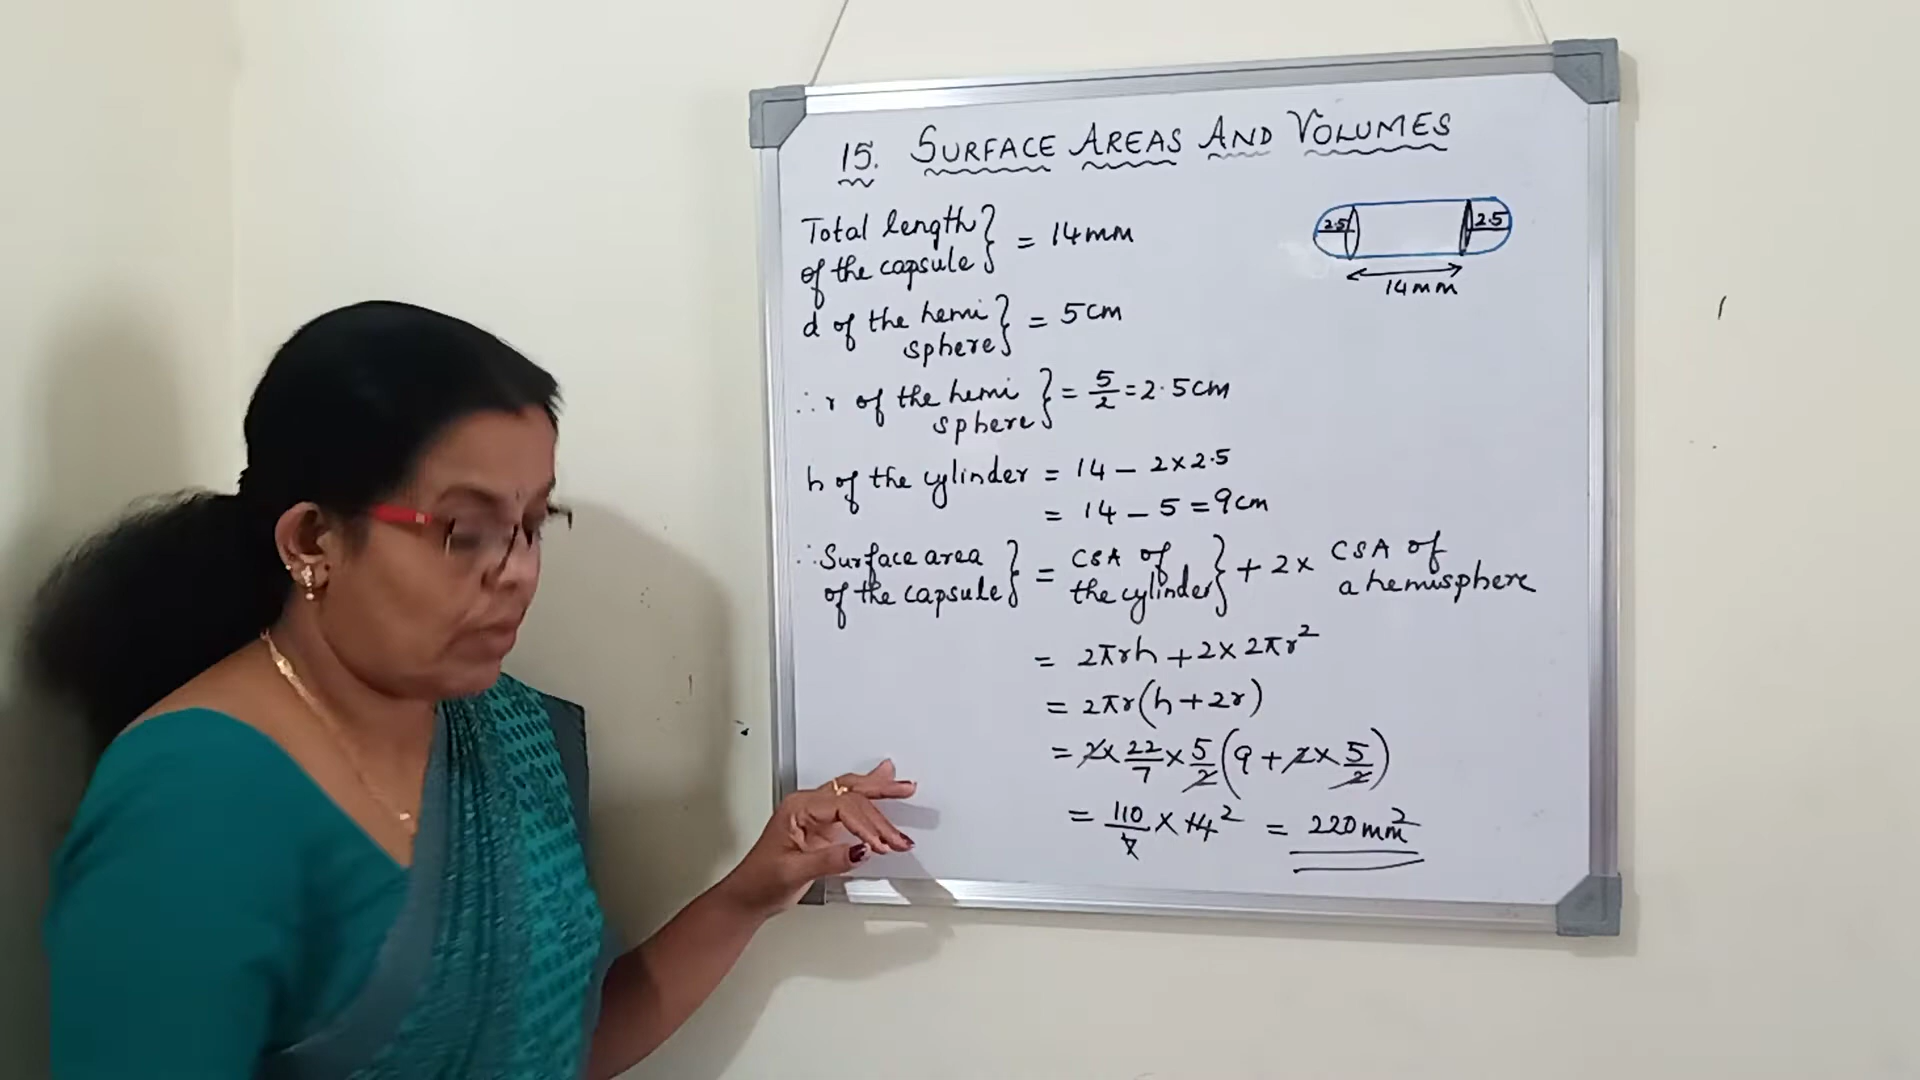 15. SURFACE AREAS AND VOLUMES
Total length
of the capsule } = 14mm
2.5 2.5
14mm
d of the hemi
sphere } = 5cm
∴ r of the hemi
sphere } = 5/2 = 2.5cm
h of the cylinder = 14 - 2×2.5
= 14 - 5 = 9cm
∴ Surface area
of the capsule } = CSA of
the cylinder } + 2× CSA of
a hemisphere
= 2πrh + 2×2πr²
= 2πr(h+2r)
= 2×22/7×5/2(9+2×5/2)
= 110/7 × 14 2 = 220mm²